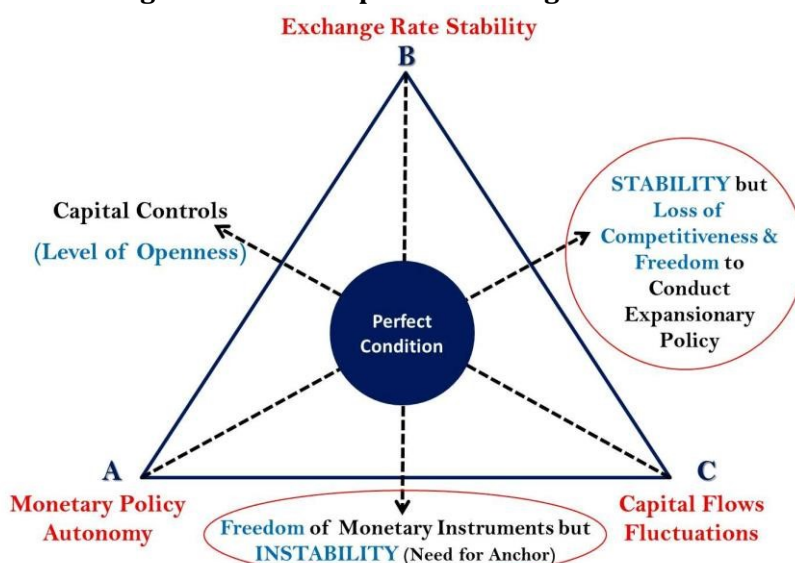 Exchange Rate Stability
B
Capital Controls
(Level of Openness)
STABILITY but
Loss of
Competitiveness &
Freedom to
Conduct
Expansionary
Policy
Perfect
Condition
A
C
Monetary Policy
Autonomy
Freedom of Monetary Instruments but
INSTABILITY (Need for Anchor)
Capital Flows
Fluctuations